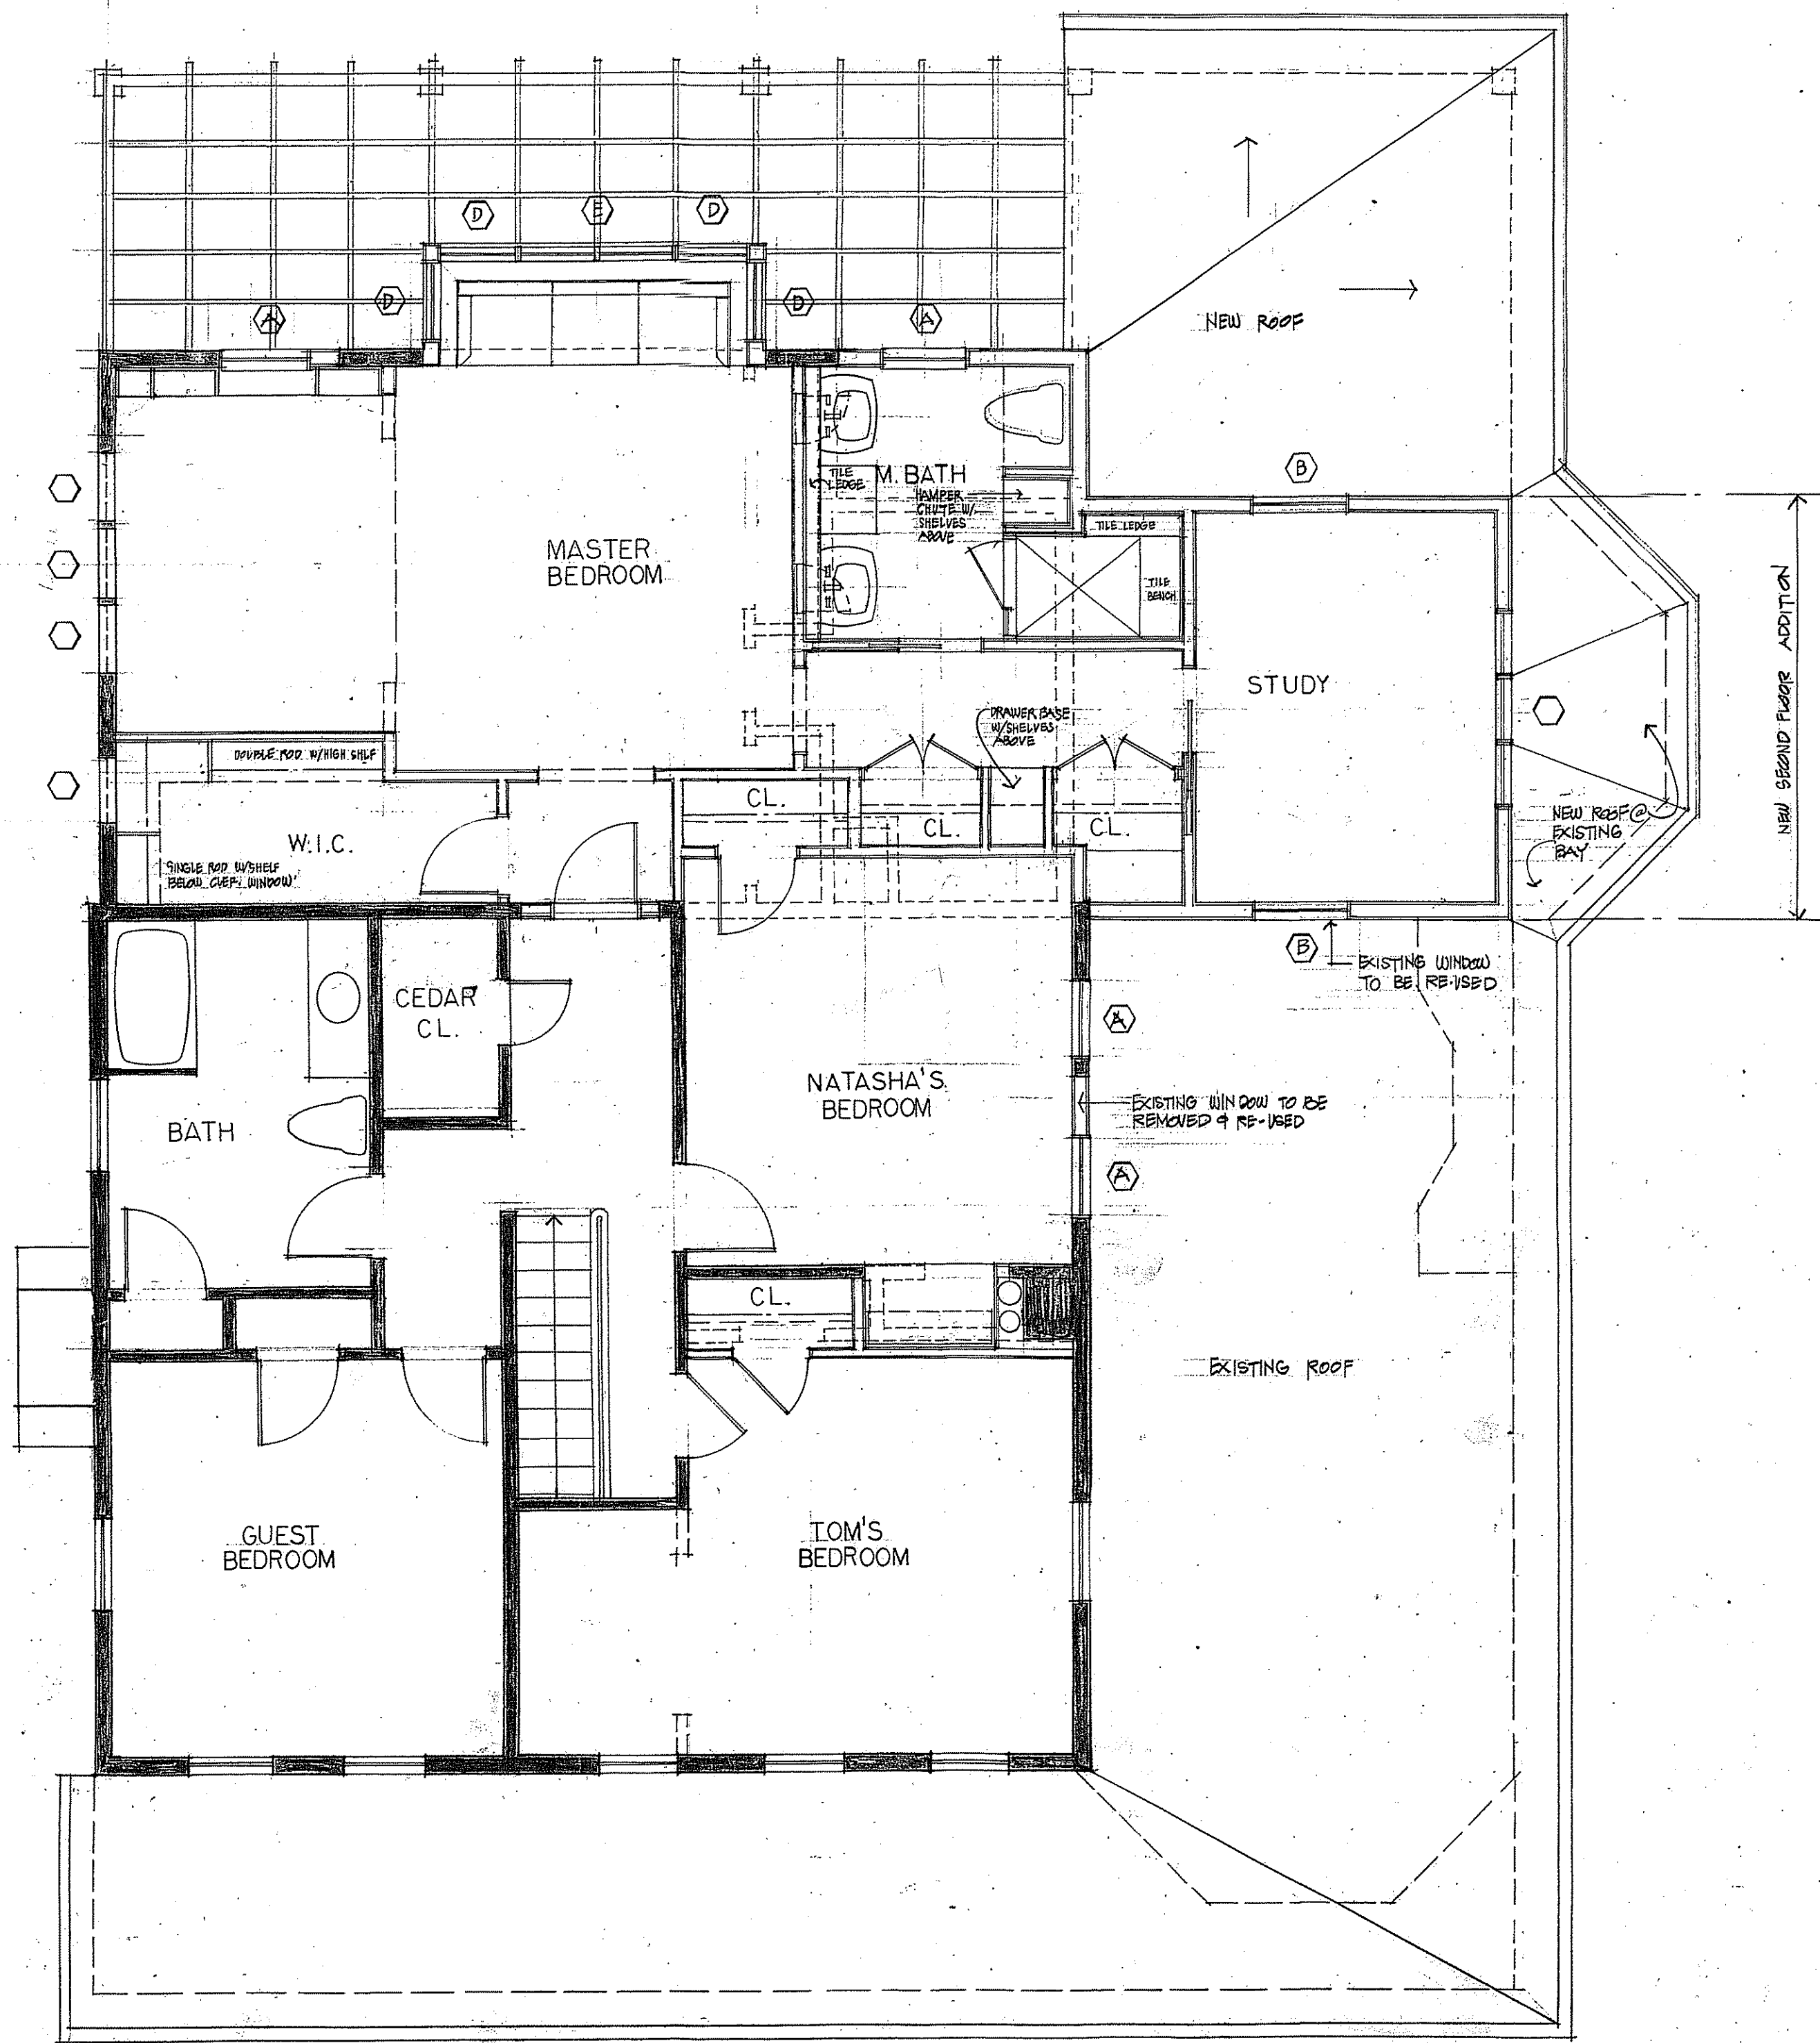 D
E
D
D
D
A
A
NEW ROOF
B
TILE
LEDGE
M. BATH
HAMPER
CHUTE W/
SHELVES
ABOVE
TILE LEDGE
TILE
BENCH
MASTER
BEDROOM
STUDY
NEW SECOND FLOOR ADDITION
DRAWER BASE
W/SHELVES
ABOVE
DOUBLE ROD W/HIGH SHLF
CL.
CL.
CL.
W.I.C.
SINGLE ROD W/SHELF
BELOW CLER. WINDOW
NEW ROOF @
EXISTING
BAY
B
EXISTING WINDOW
TO BE RE-USED
CEDAR
CL.
A
NATASHA'S
BEDROOM
EXISTING WINDOW TO BE
REMOVED & RE-USED
BATH
A
CL.
EXISTING ROOF
GUEST
BEDROOM
TOM'S
BEDROOM